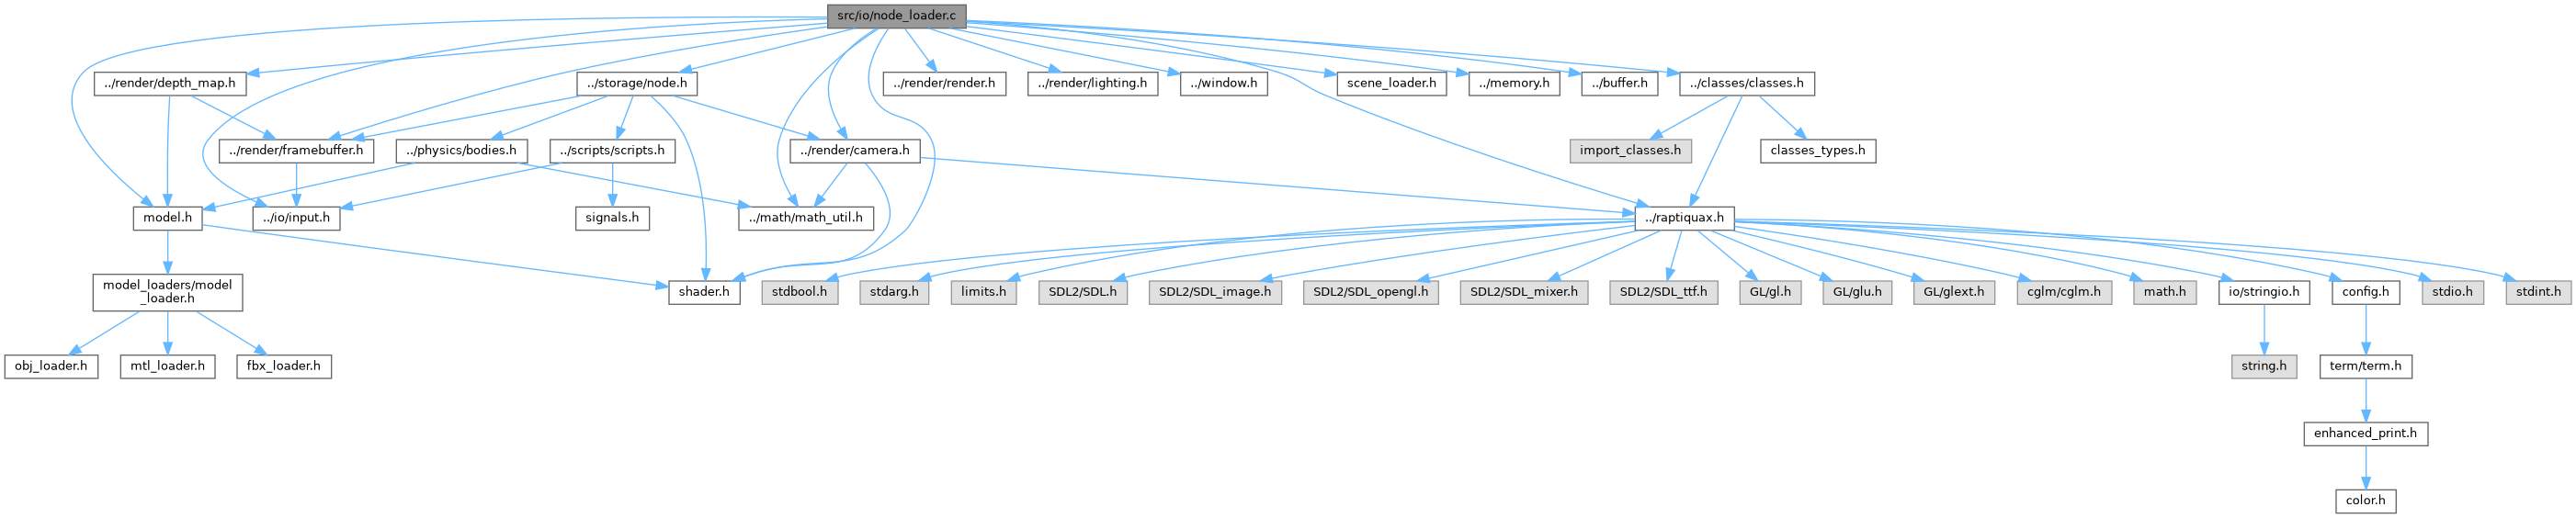 src/io/node_loader.c
../render/depth_map.h
../storage/node.h
../render/render.h
../render/lighting.h
../window.h
scene_loader.h
../memory.h
../buffer.h
../classes/classes.h
../render/framebuffer.h
../physics/bodies.h
../scripts/scripts.h
../render/camera.h
import_classes.h
classes_types.h
model.h
../io/input.h
signals.h
../math/math_util.h
../raptiquax.h
model_loaders/model
_loader.h
shader.h
stdbool.h
stdarg.h
limits.h
SDL2/SDL.h
SDL2/SDL_image.h
SDL2/SDL_opengl.h
SDL2/SDL_mixer.h
SDL2/SDL_ttf.h
GL/gl.h
GL/glu.h
GL/glext.h
cglm/cglm.h
math.h
io/stringio.h
config.h
stdio.h
stdint.h
obj_loader.h
mtl_loader.h
fbx_loader.h
string.h
term/term.h
enhanced_print.h
color.h